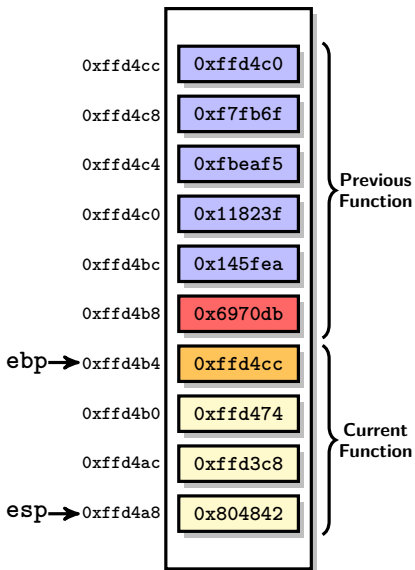 0xffd4cc 0xffd4c0
0xffd4c8 0xf7fb6f
0xffd4c4 0xfbeaf5
Previous
Function
0xffd4c0 0x11823f
0xffd4bc 0x145fea
0xffd4b8 0x6970db
ebp 0xffd4b4 0xffd4cc
0xffd4b0 0xffd474
Current
Function
0xffd4ac 0xffd3c8
esp 0xffd4a8 0x804842